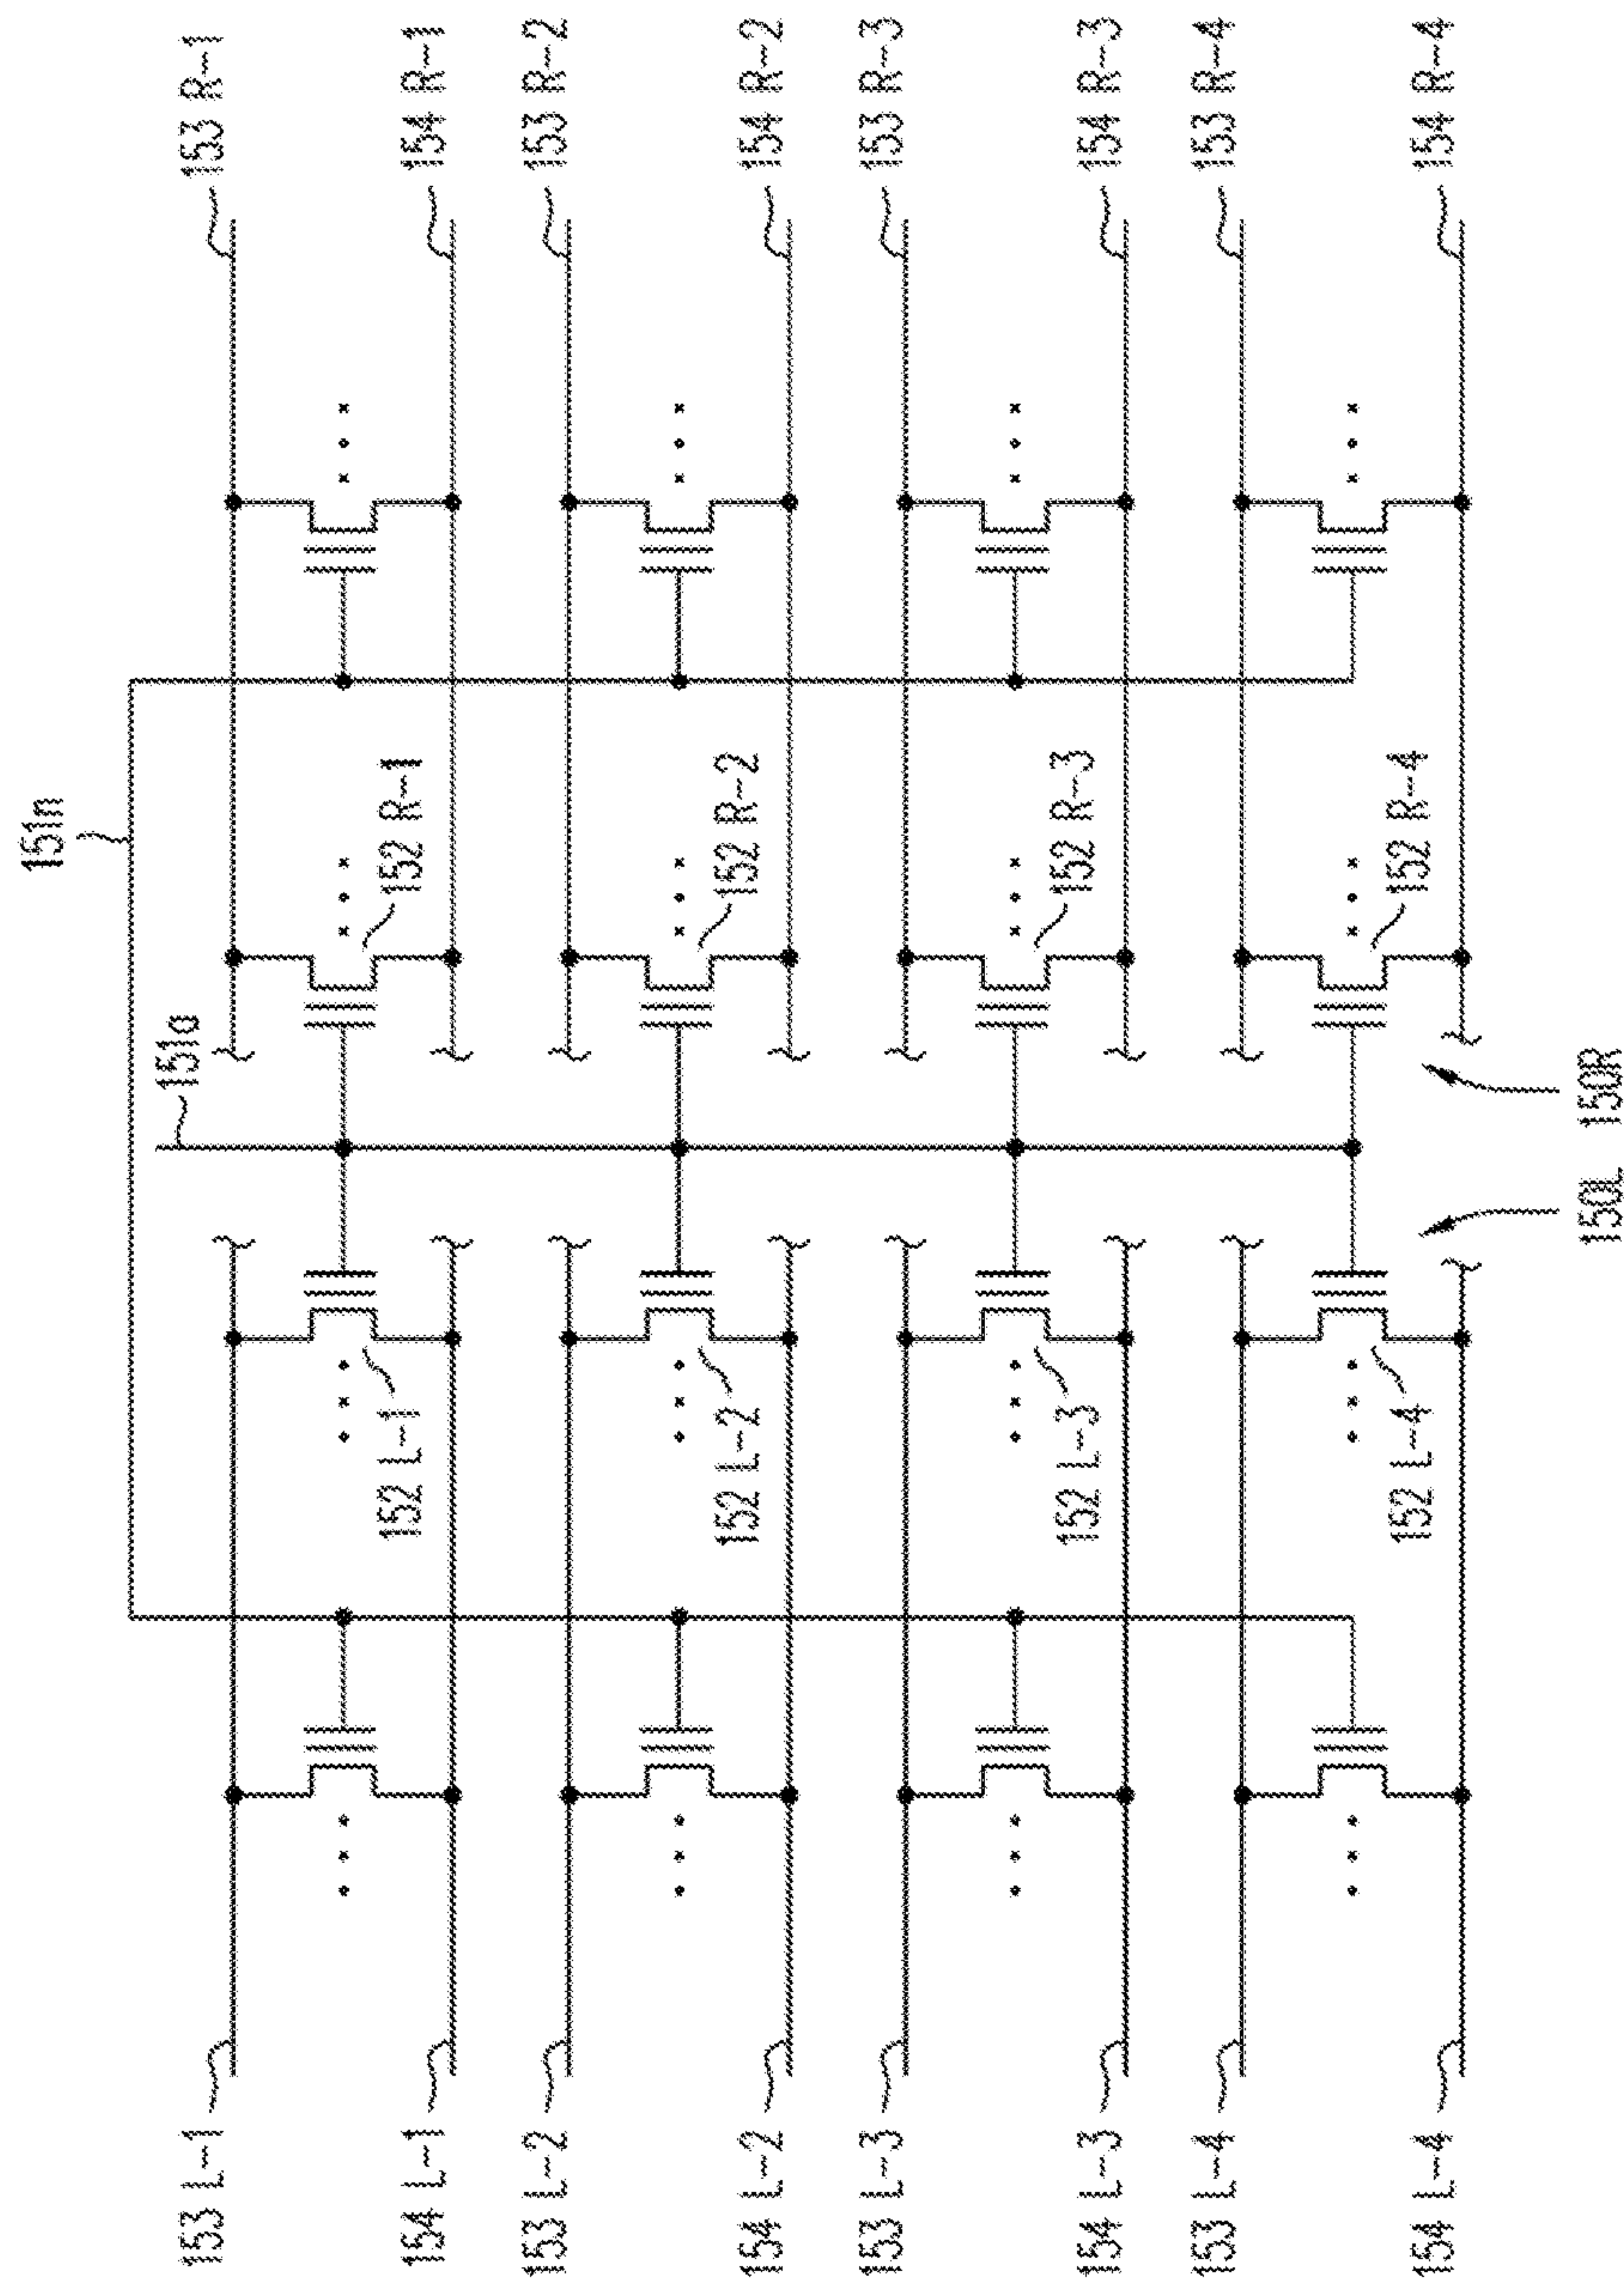 153 R-1
154 R-1
153 R-2
154 R-2
153 R-3
154 R-3
153 R-4
154 R-4
151n
152 R-1
152 R-2
152 R-3
152 R-4
151a
150R
150L
152 L-1
152 L-2
152 L-3
152 L-4
153 L-1
154 L-1
153 L-2
154 L-2
153 L-3
154 L-3
153 L-4
154 L-4